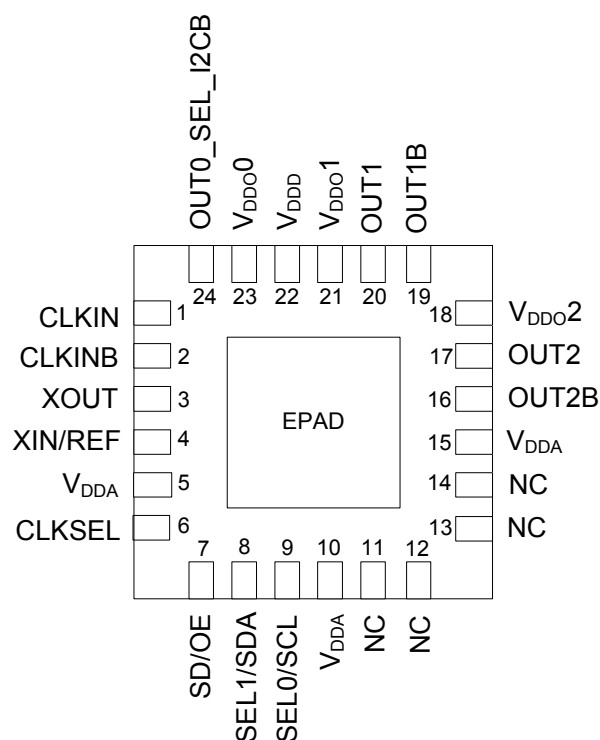 OUT0_SEL_I2CB
VDDO0
VDDD
VDDO1
OUT1
OUT1B
24
23
22
21
20
19
CLKIN
1
CLKINB
2
XOUT
3
XIN/REF
4
VDDA
5
CLKSEL
6
EPAD
18
VDDO2
17
OUT2
16
OUT2B
15
VDDA
14
NC
13
NC
7
8
9
10
11
12
SD/OE
SEL1/SDA
SEL0/SCL
VDDA
NC
NC